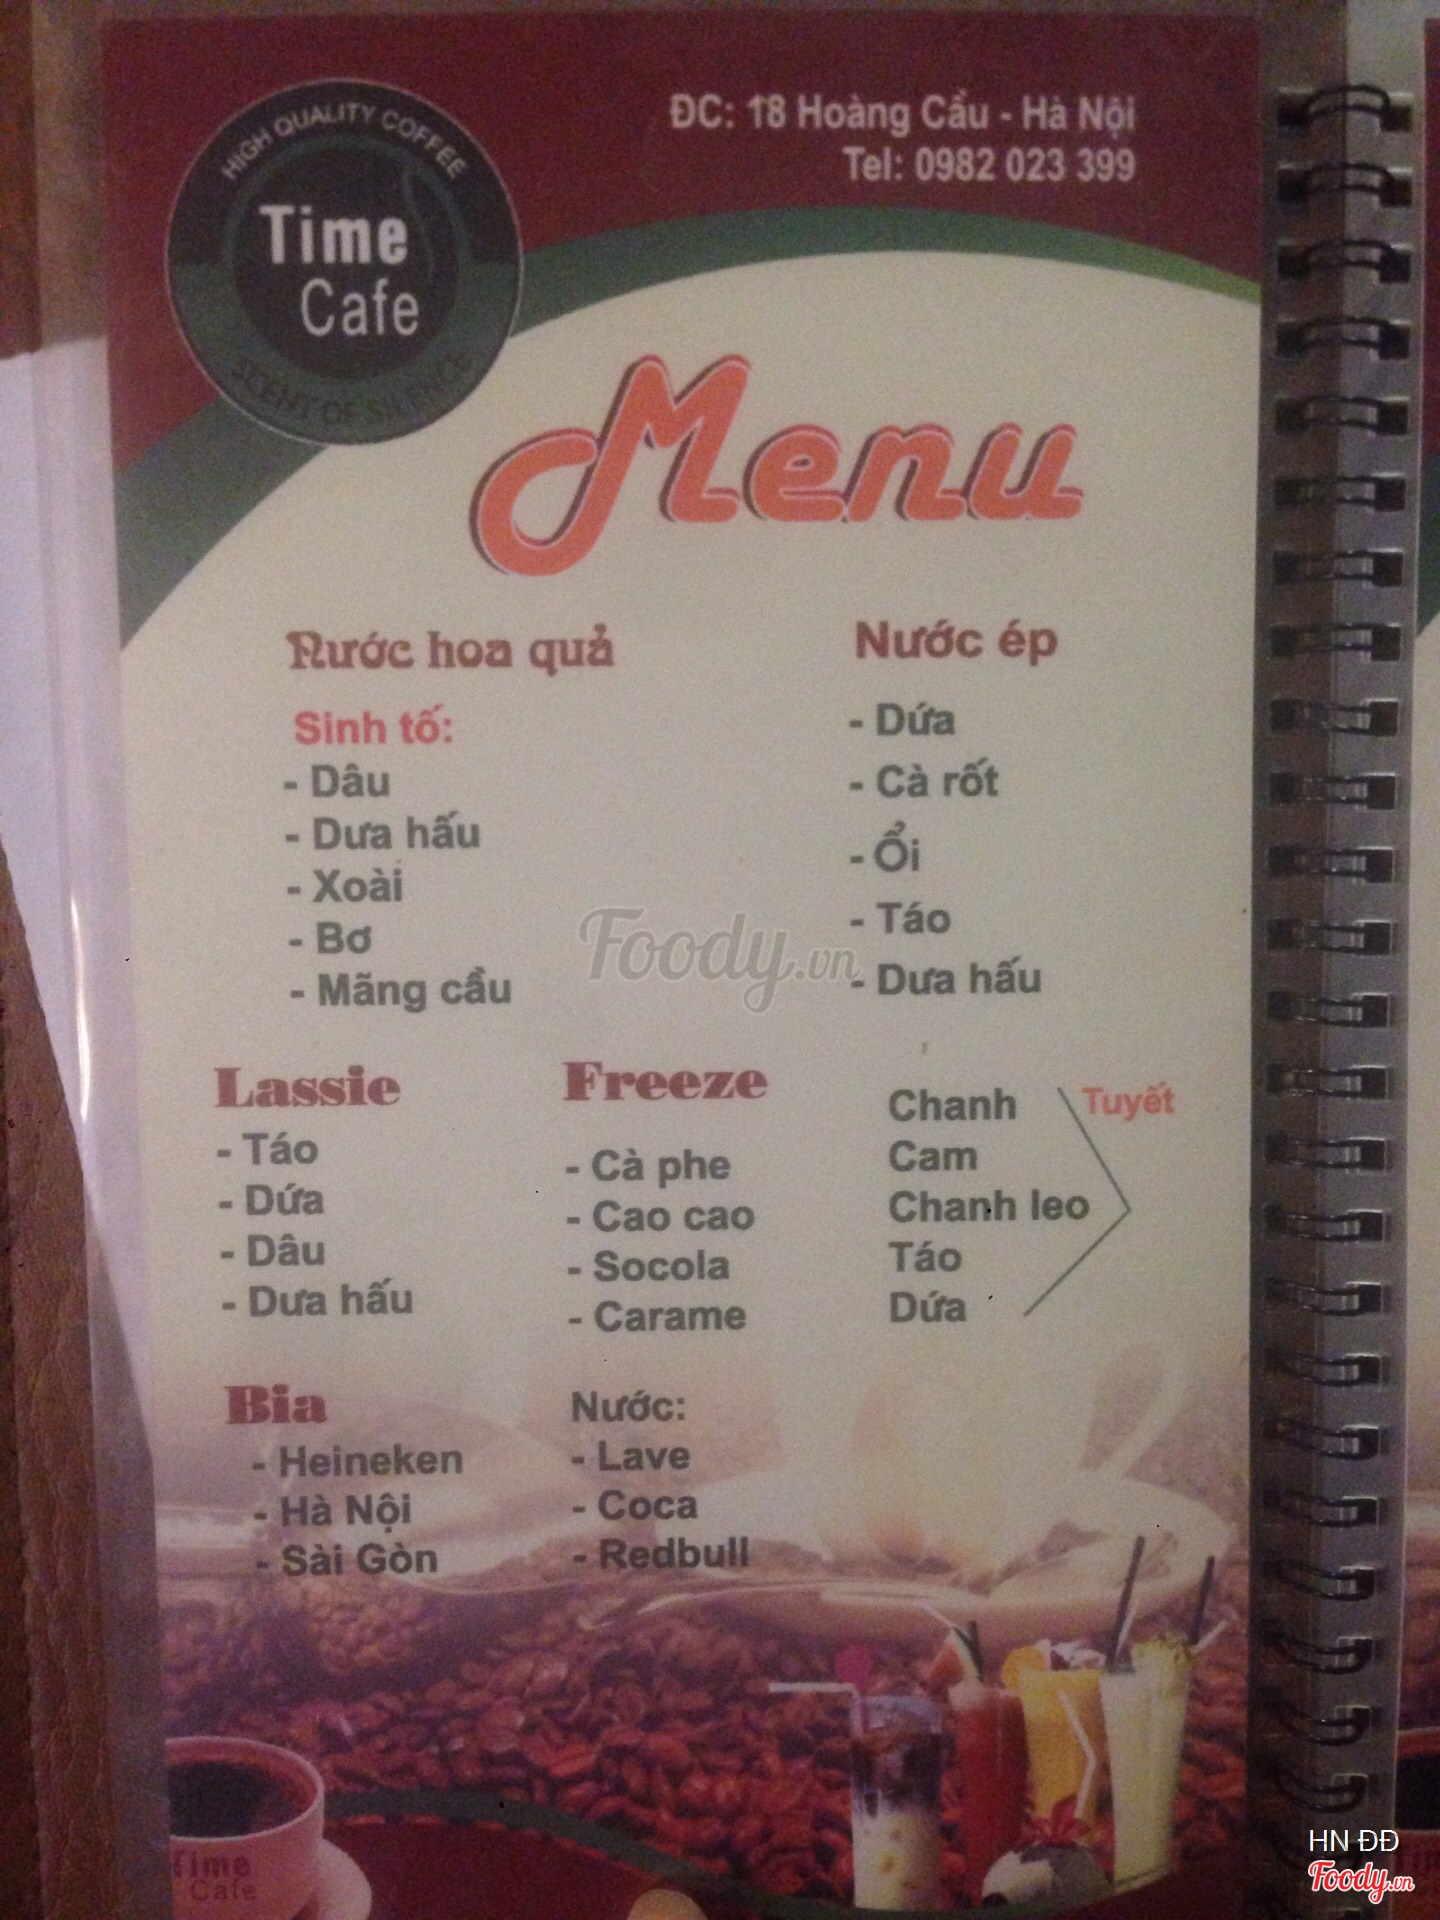 HIGH QUALITY COFFEE
Time
Cafe
SCENT OF SILENCE
ĐC: 18 Hoàng Cầu - Hà Nội
Tel: 0982 023 399
Menu
Nước hoa quả
Sinh tố:
- Dâu
- Dưa hấu
- Xoài
- Bơ
- Mãng cầu
Nước ép
- Dứa
- Cà rốt
- Ổi
- Táo
- Dưa hấu
Foody.vn
Lassie
- Táo
- Dứa
- Dâu
- Dưa hấu
Freeze
- Cà phe
- Cao cao
- Socola
- Carame
Chanh
Cam
Chanh leo
Táo
Dứa
Tuyết
Bia
- Heineken
- Hà Nội
- Sài Gòn
Nước:
- Lave
- Coca
- Redbull
Time
Cafe
HN ĐĐ
Foody.vn